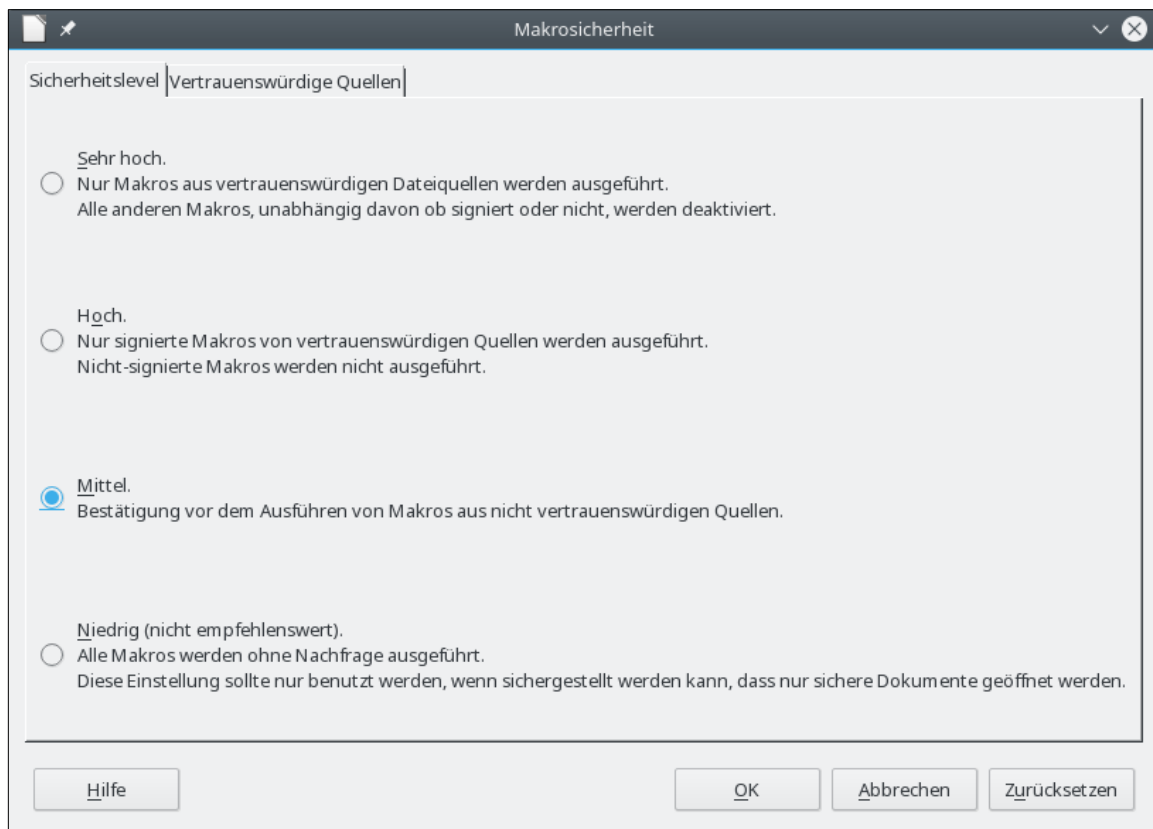 Makrosicherheit
Sicherheitslevel
Vertrauenswürdige Quellen
Sehr hoch.
Nur Makros aus vertrauenswürdigen Dateiquellen werden ausgeführt.
Alle anderen Makros, unabhängig davon ob signiert oder nicht, werden deaktiviert.
Hoch.
Nur signierte Makros von vertrauenswürdigen Quellen werden ausgeführt.
Nicht-signierte Makros werden nicht ausgeführt.
Mittel.
Bestätigung vor dem Ausführen von Makros aus nicht vertrauenswürdigen Quellen.
Niedrig (nicht empfehlenswert).
Alle Makros werden ohne Nachfrage ausgeführt.
Diese Einstellung sollte nur benutzt werden, wenn sichergestellt werden kann, dass nur sichere Dokumente geöffnet werden.
Hilfe
OK
Abbrechen
Zurücksetzen